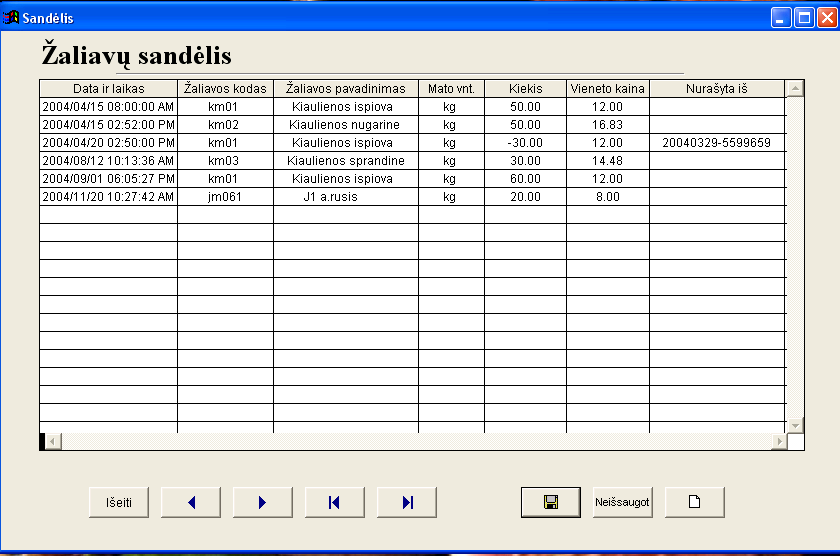 Sandėlis
Žaliavų sandėlis
Data ir laikas Žaliavos kodas Žaliavos pavadinimas Mato vnt. Kiekis Vieneto kaina Nurašyta iš
2004/04/15 08:00:00 AM km01 Kiaulienos ispiova kg 50.00 12.00
2004/04/15 02:52:00 PM km02 Kiaulienos nugarine kg 50.00 16.83
2004/04/20 02:50:00 PM km01 Kiaulienos ispiova kg -30.00 12.00 20040329-5599659
2004/08/12 10:13:36 AM km03 Kiaulienos sprandine kg 30.00 14.48
2004/09/01 06:05:27 PM km01 Kiaulienos ispiova kg 60.00 12.00
2004/11/20 10:27:42 AM jm061 J1 a.rusis kg 20.00 8.00
Išeiti Neišsaugot